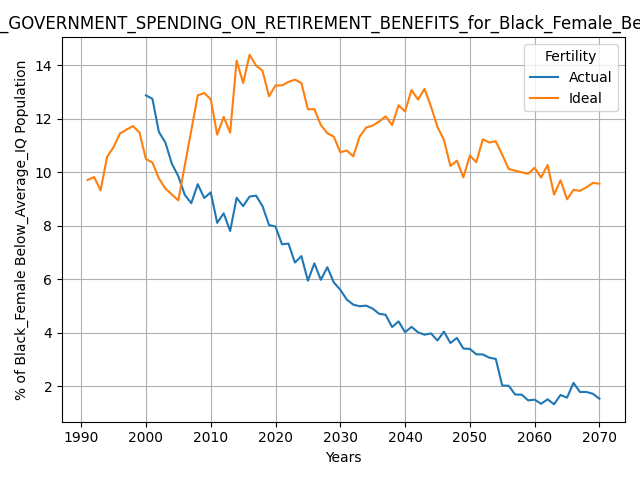 _GOVERNMENT_SPENDING_ON_RETIREMENT_BENEFITS_for_Black_Female_Be
% of Black_Female Below_Average_IQ Population
14
12
10
8
6
4
2
Fertility
Actual
Ideal
1990 2000 2010 2020 2030 2040 2050 2060 2070
Years